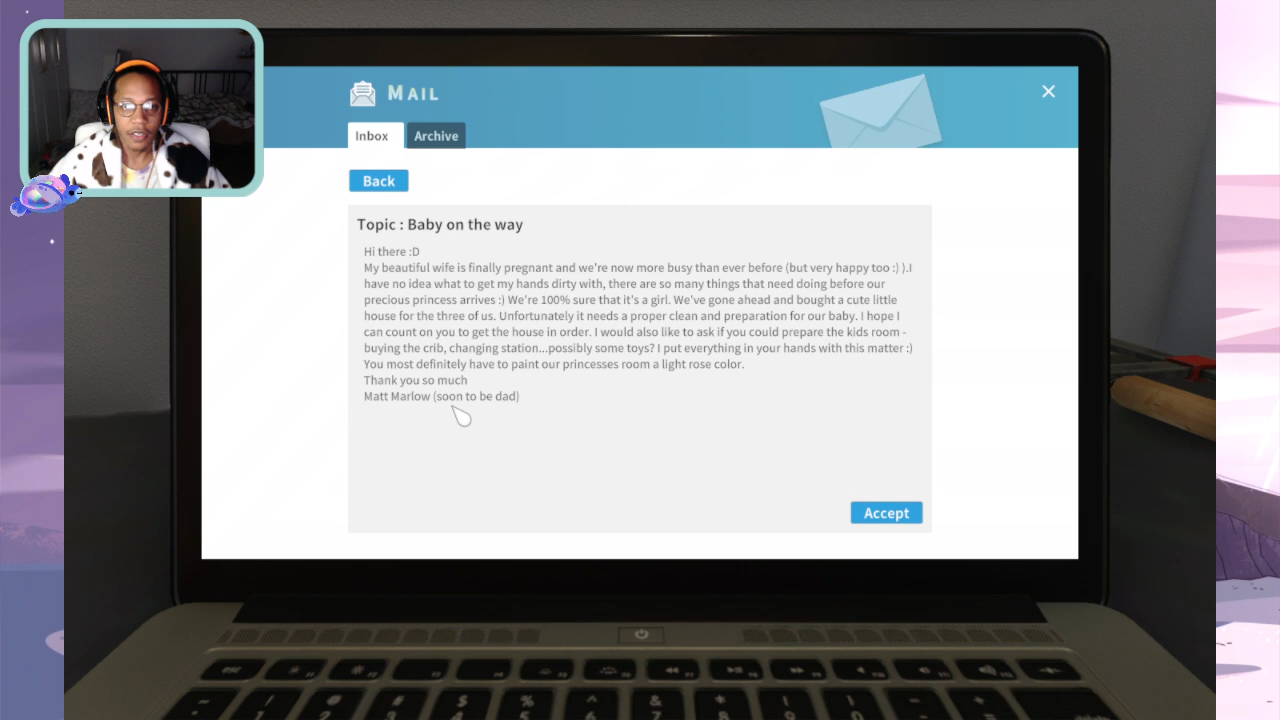 MAIL
Inbox
Archive
Back
Topic : Baby on the way
Hi there :D
My beautiful wife is finally pregnant and we're now more busy than ever before (but very happy too :) ).I
have no idea what to get my hands dirty with, there are so many things that need doing before our
precious princess arrives :) We're 100% sure that it's a girl. We've gone ahead and bought a cute little
house for the three of us. Unfortunately it needs a proper clean and preparation for our baby. I hope I
can count on you to get the house in order. I would also like to ask if you could prepare the kids room -
buying the crib, changing station...possibly some toys? I put everything in your hands with this matter :)
You most definitely have to paint our princesses room a light rose color.
Thank you so much
Matt Marlow (soon to be dad)
Accept